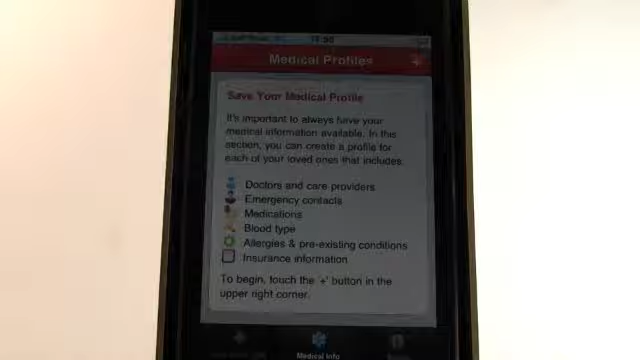 Medical Profiles
+
Save Your Medical Profile
It's important to always have your
medical information available. In this
section, you can create a profile for
each of your loved ones that includes:
Doctors and care providers
Emergency contacts
Medications
Blood type
Allergies & pre-existing conditions
Insurance information
To begin, touch the '+' button in the
upper right corner.
Medical Info